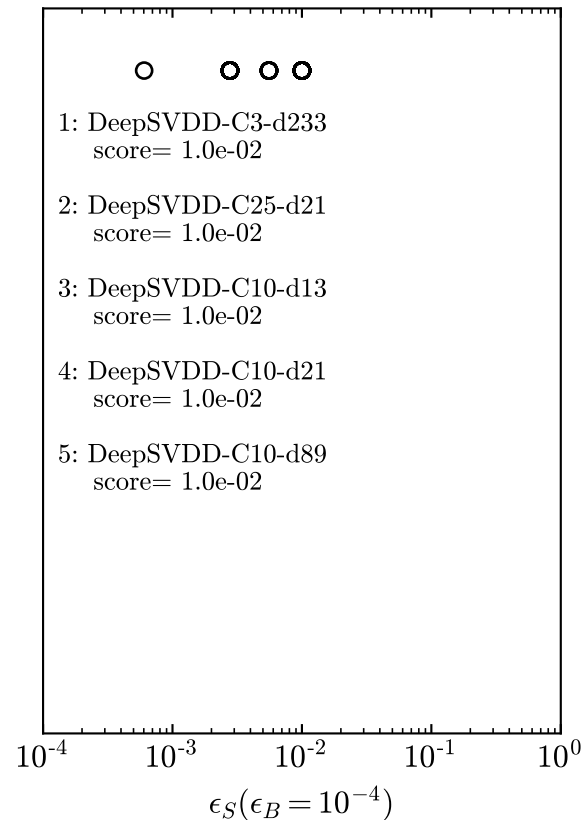 1: DeepSVDD-C3-d233
score= 1.0e-02
2: DeepSVDD-C25-d21
score= 1.0e-02
3: DeepSVDD-C10-d13
score= 1.0e-02
4: DeepSVDD-C10-d21
score= 1.0e-02
5: DeepSVDD-C10-d89
score= 1.0e-02
10⁻⁴ 10⁻³ 10⁻² 10⁻¹ 10⁰
ϵ_S(ϵ_B = 10⁻⁴)